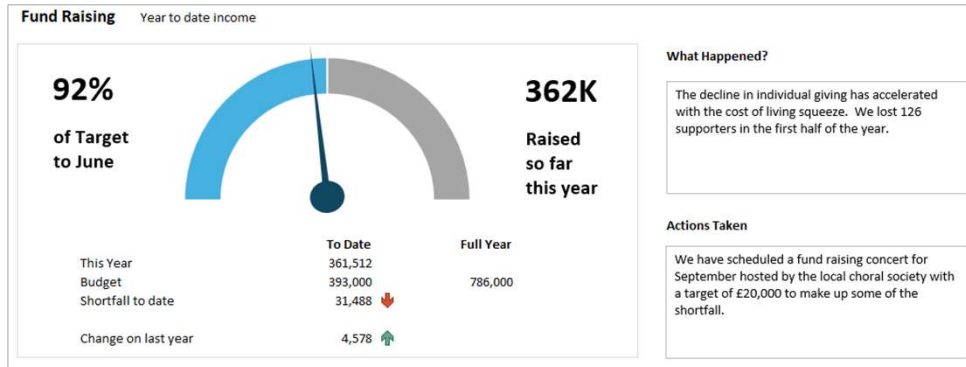 Fund Raising Year to date income
92%
of Target
to June
362K
Raised
so far
this year
To Date Full Year
This Year 361,512
Budget 393,000 786,000
Shortfall to date 31,488
Change on last year 4,578
What Happened?
The decline in individual giving has accelerated
with the cost of living squeeze. We lost 126
supporters in the first half of the year.
Actions Taken
We have scheduled a fund raising concert for
September hosted by the local choral society with
a target of £20,000 to make up some of the
shortfall.